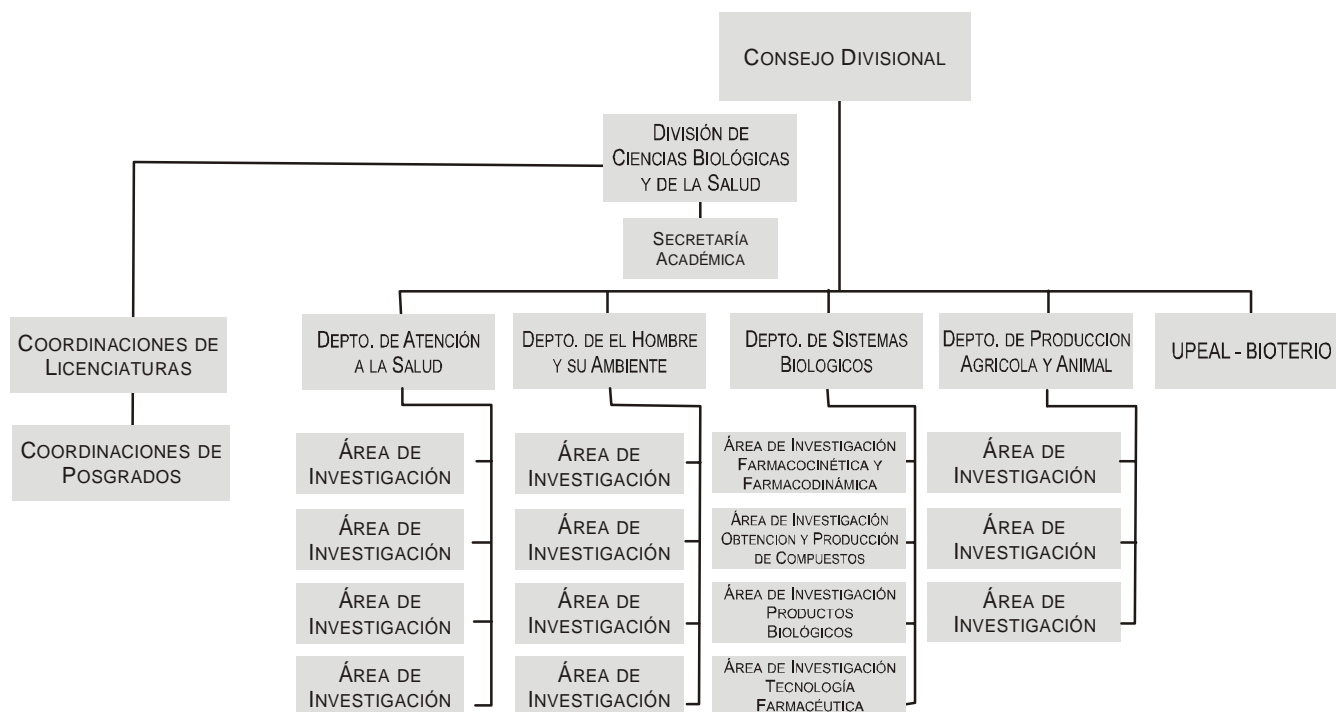 CONSEJO DIVISIONAL
DIVISIÓN DE
CIENCIAS BIOLÓGICAS
Y DE LA SALUD
SECRETARÍA
ACADÉMICA
COORDINACIONES DE
LICENCIATURAS
COORDINACIONES DE
POSGRADOS
DEPTO. DE ATENCIÓN
A LA SALUD
ÁREA DE
INVESTIGACIÓN
ÁREA DE
INVESTIGACIÓN
ÁREA DE
INVESTIGACIÓN
ÁREA DE
INVESTIGACIÓN
DEPTO. DE EL HOMBRE
Y SU AMBIENTE
ÁREA DE
INVESTIGACIÓN
ÁREA DE
INVESTIGACIÓN
ÁREA DE
INVESTIGACIÓN
ÁREA DE
INVESTIGACIÓN
DEPTO. DE SISTEMAS
BIOLOGICOS
ÁREA DE INVESTIGACIÓN
FARMACOCINÉTICA Y
FARMACODINÁMICA
ÁREA DE INVESTIGACIÓN
OBTENCION Y PRODUCCIÓN
DE COMPUESTOS
ÁREA DE INVESTIGACIÓN
PRODUCTOS
BIOLÓGICOS
ÁREA DE INVESTIGACIÓN
TECNOLOGÍA
FARMACÉUTICA
DEPTO. DE PRODUCCION
AGRICOLA Y ANIMAL
ÁREA DE
INVESTIGACIÓN
ÁREA DE
INVESTIGACIÓN
ÁREA DE
INVESTIGACIÓN
UPEAL - BIOTERIO